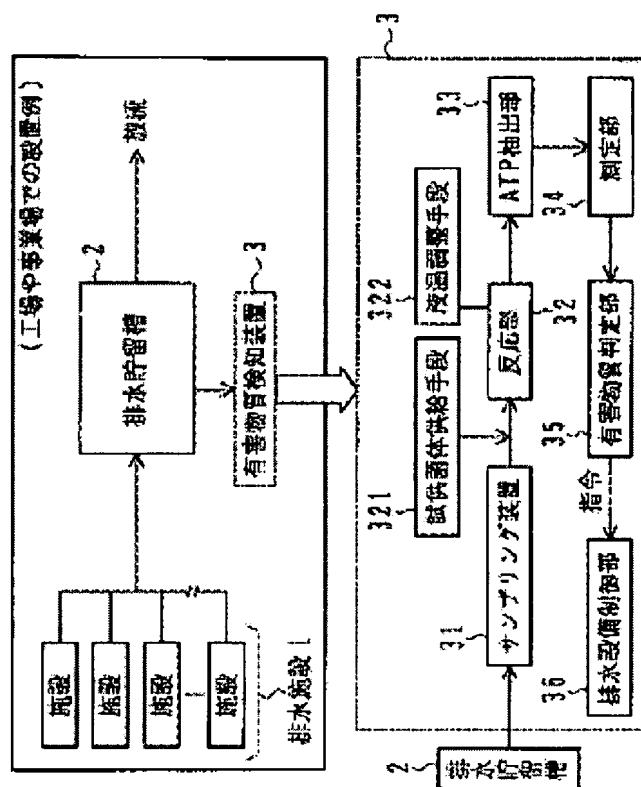 (工場や事業場での設置例)
施設
施設
施設
施設
排水施設 1
排水貯留槽
2
放流
有害物質検知装置
3
3
2
排水貯留槽
サンプリング装置
31
試供菌体供給手段
321
液温調整手段
322
反応部
32
ATP抽出部
33
測定部
34
有害物質判定部
35
指令
排水設備制御部
36